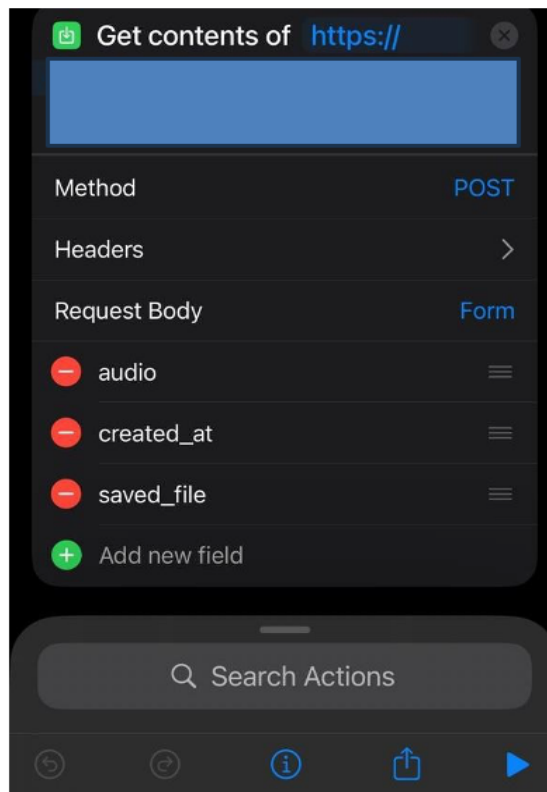 Get contents of https://
Method POST
Headers
Request Body Form
audio
created_at
saved_file
Add new field
Search Actions